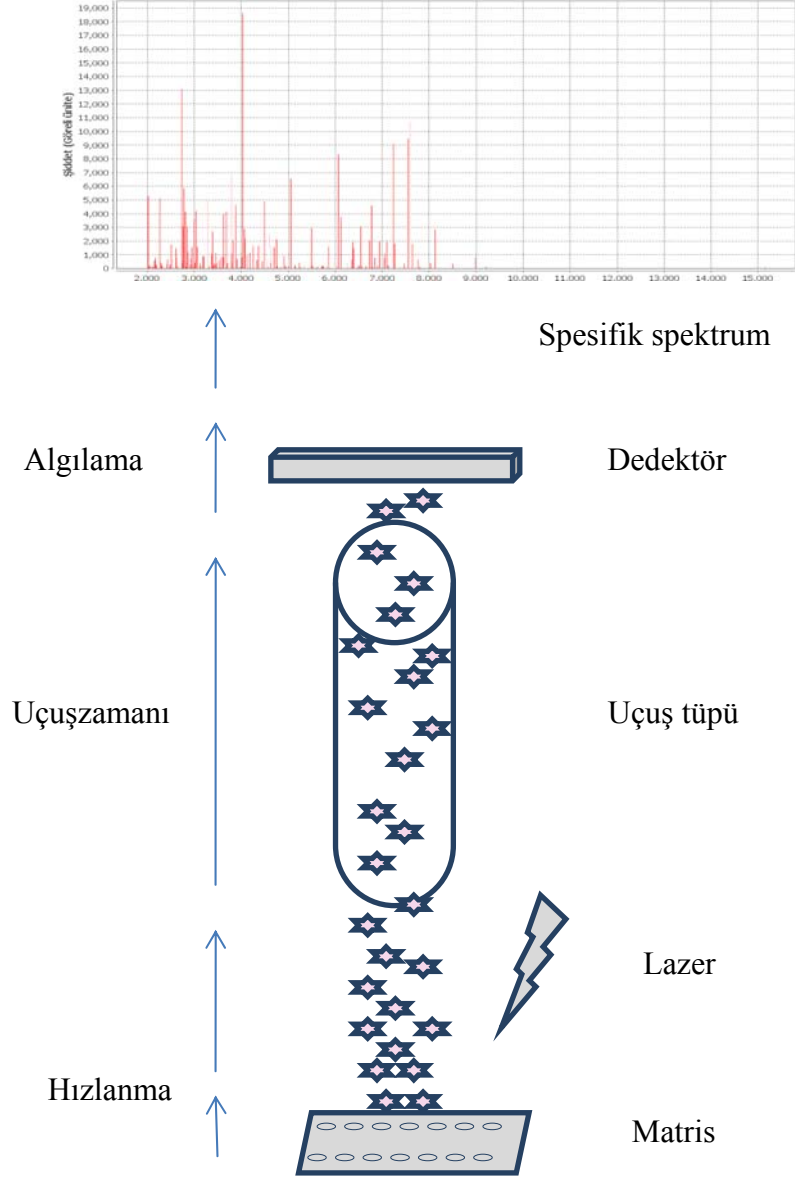 19,000
18,000
17,000
16,000
15,000
14,000
13,000
12,000
11,000
10,000
9,000
8,000
7,000
6,000
5,000
4,000
3,000
2,000
1,000
0
Şiddet (Göreli ünite)
2.000 3.000 4.000 5.000 6.000 7.000 8.000 9.000 10.000 11.000 12.000 13.000 14.000 15.000
Spesifik spektrum
Algılama Dedektör
Uçuşzamanı Uçuş tüpü
Lazer
Hızlanma
Matris